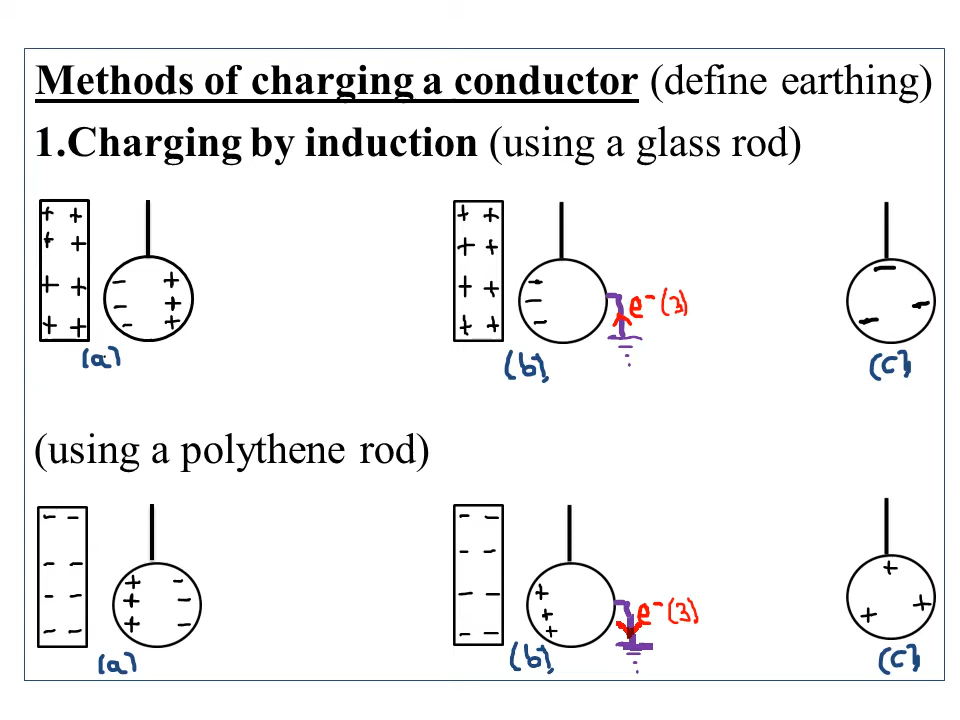 Methods of charging a conductor (define earthing)
1.Charging by induction (using a glass rod)
+ + + + + + + +
- + - + - +
+ + + + + + + +
- - -
e⁻(3)
- - -
(a)
(b)
(c)
(using a polythene rod)
- - - - - - - -
+ - + - + -
- - - - - - - -
+ + +
e⁻(3)
+ + +
(a)
(b)
(c)